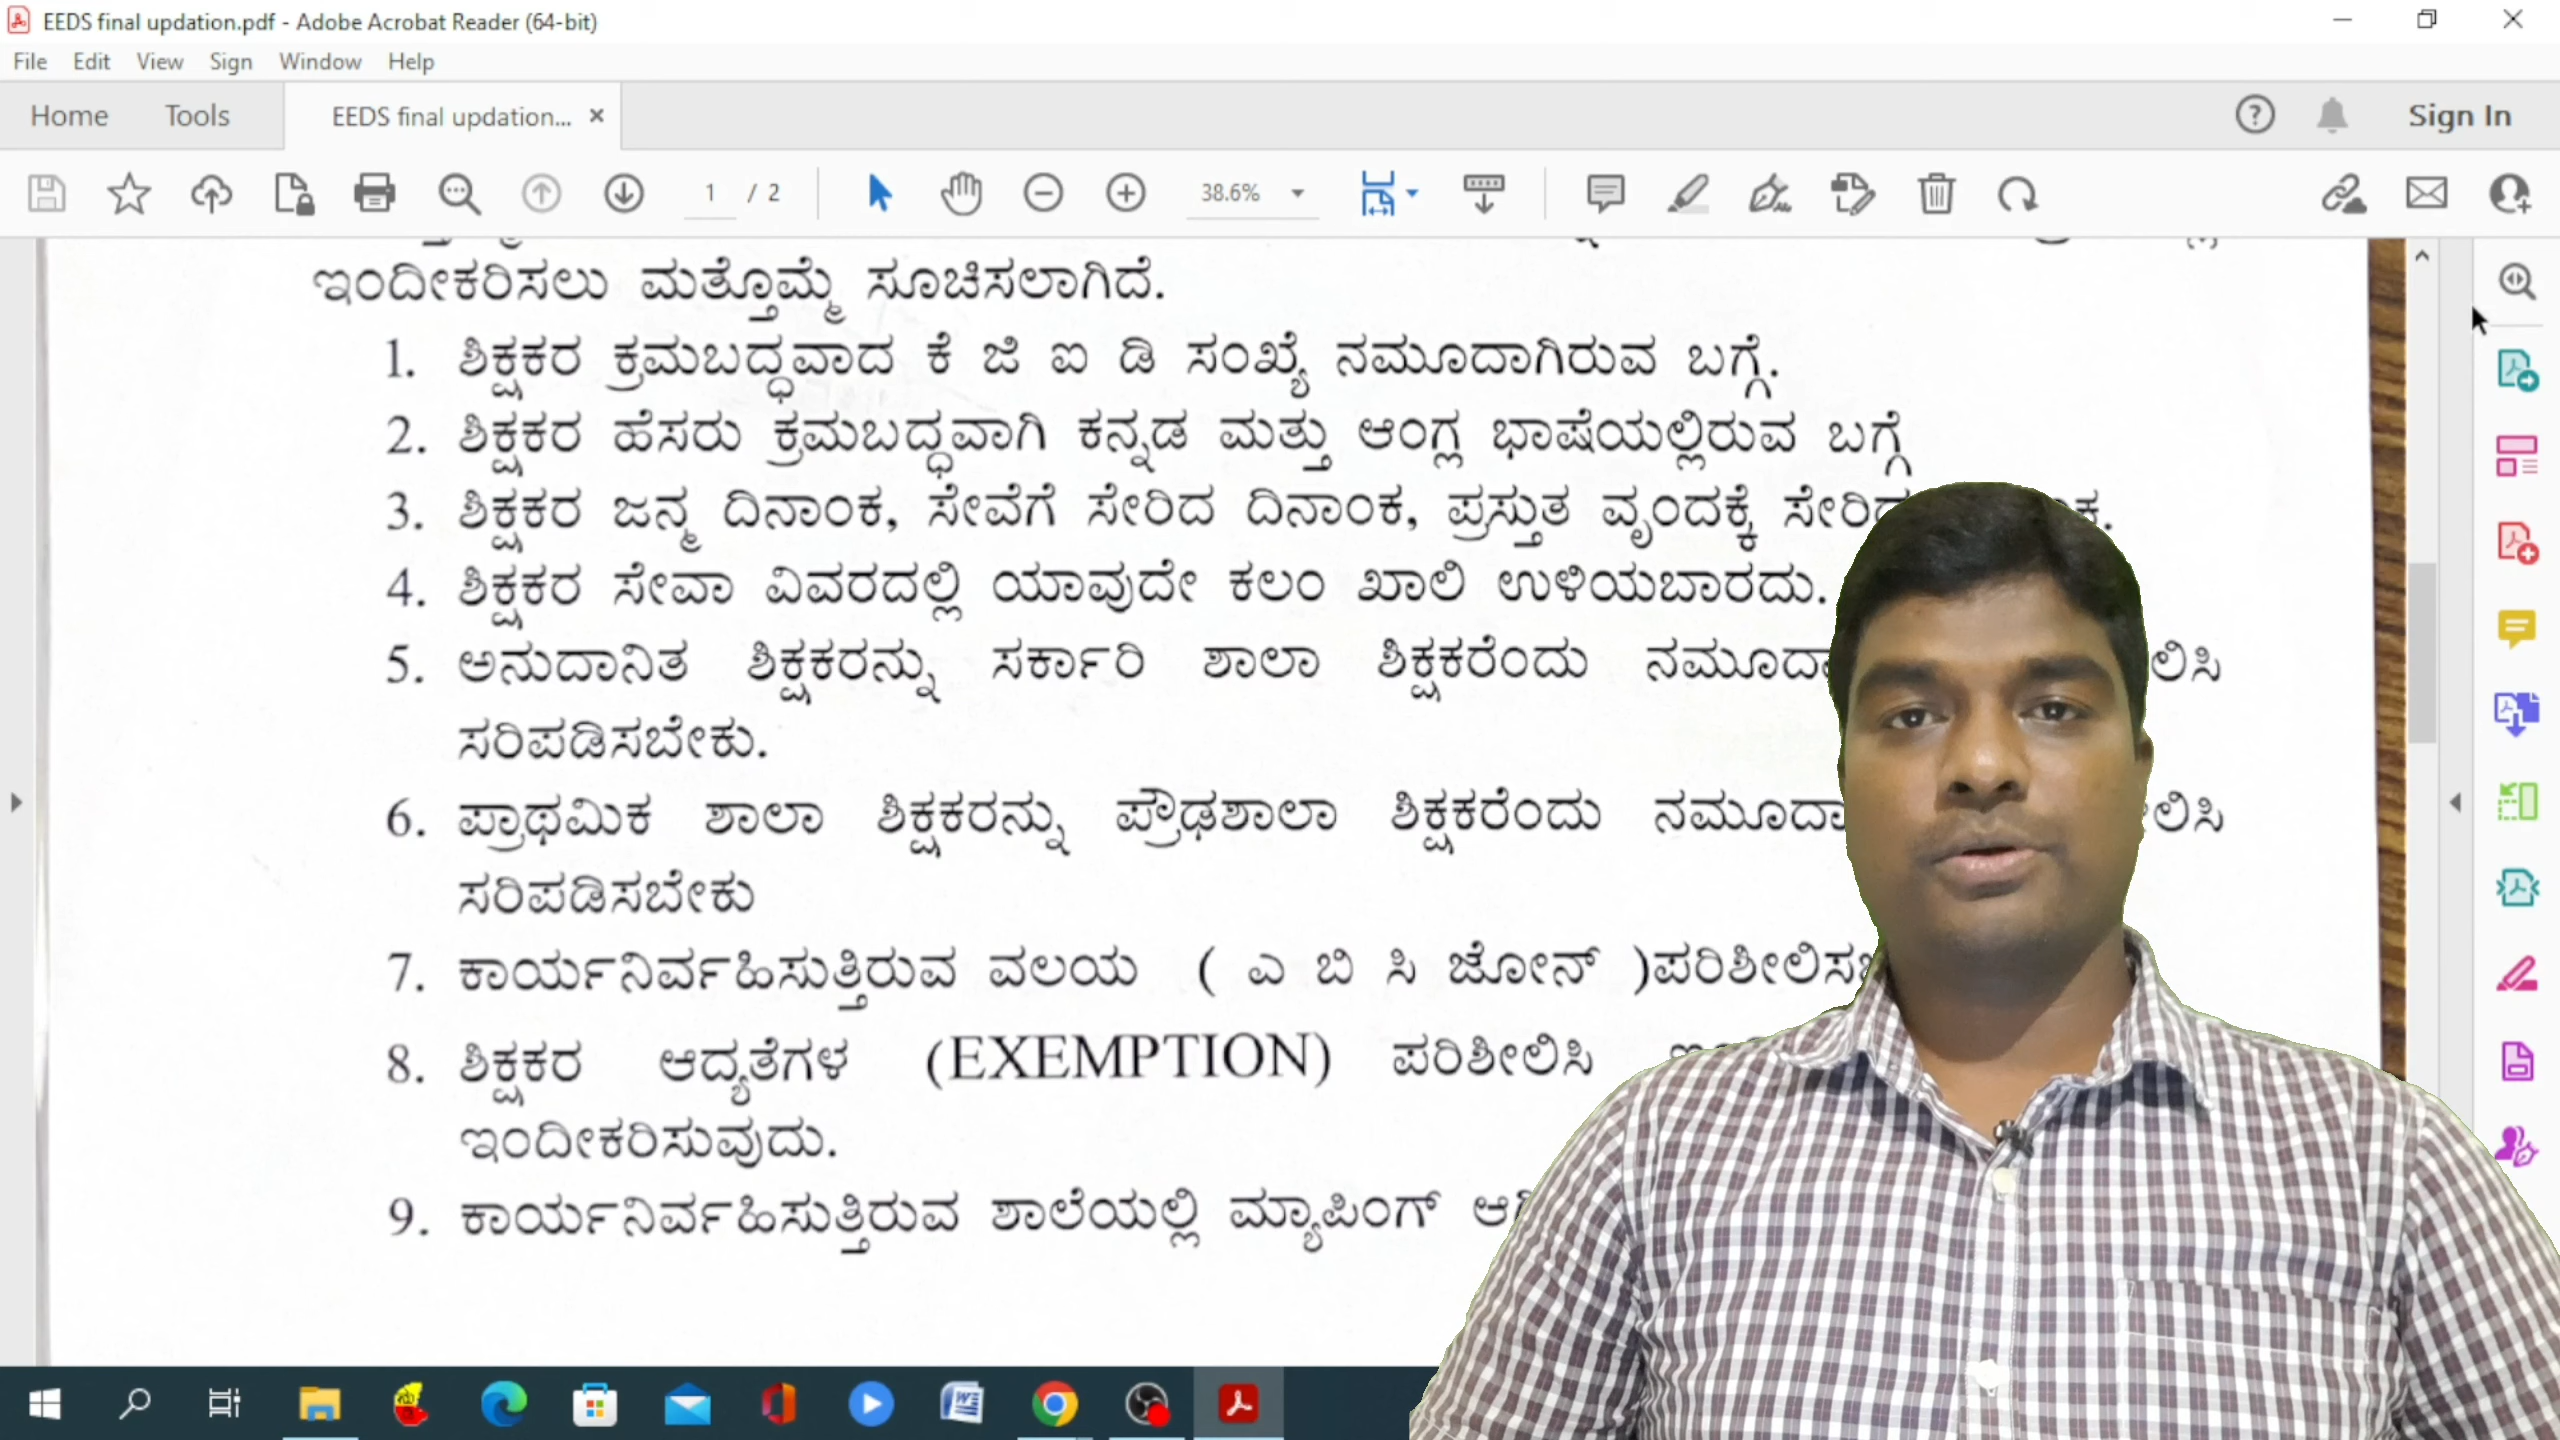 EEDS final updation.pdf - Adobe Acrobat Reader (64-bit)
File Edit View Sign Window Help
Home Tools EEDS final updation... × Sign In
1 / 2 38.6%
ಇಂದೀಕರಿಸಲು ಮತ್ತೊಮ್ಮೆ ಸೂಚಿಸಲಾಗಿದೆ.
1. ಶಿಕ್ಷಕರ ಕ್ರಮಬದ್ಧವಾದ ಕೆ ಜಿ ಐ ಡಿ ಸಂಖ್ಯೆ ನಮೂದಾಗಿರುವ ಬಗ್ಗೆ.
2. ಶಿಕ್ಷಕರ ಹೆಸರು ಕ್ರಮಬದ್ಧವಾಗಿ ಕನ್ನಡ ಮತ್ತು ಆಂಗ್ಲ ಭಾಷೆಯಲ್ಲಿರುವ ಬಗ್ಗೆ
3. ಶಿಕ್ಷಕರ ಜನ್ಮ ದಿನಾಂಕ, ಸೇವೆಗೆ ಸೇರಿದ ದಿನಾಂಕ, ಪ್ರಸ್ತುತ ವೃಂದಕ್ಕೆ
4. ಶಿಕ್ಷಕರ ಸೇವಾ ವಿವರದಲ್ಲಿ ಯಾವುದೇ ಕಲಂ ಖಾಲಿ ಉಳಿಯಬಾರದು.
5. ಅನುದಾನಿತ ಶಿಕ್ಷಕರನ್ನು ಸರ್ಕಾರಿ ಶಾಲಾ ಶಿಕ್ಷಕರೆಂದು
ಸರಿಪಡಿಸಬೇಕು.
6. ಪ್ರಾಥಮಿಕ ಶಾಲಾ ಶಿಕ್ಷಕರನ್ನು ಪ್ರೌಢಶಾಲಾ ಶಿಕ್ಷಕರೆಂದು
ಸರಿಪಡಿಸಬೇಕು
7. ಕಾರ್ಯನಿರ್ವಹಿಸುತ್ತಿರುವ ವಲಯ ( ಎ ಬಿ ಸಿ ಜೋನ್ )
8. ಶಿಕ್ಷಕರ ಆದ್ಯತೆಗಳ (EXEMPTION) ಪರಿಶೀಲಿಸಿ
ಇಂದೀಕರಿಸುವುದು.
9. ಕಾರ್ಯನಿರ್ವಹಿಸುತ್ತಿರುವ ಶಾಲೆಯಲ್ಲಿ ಮ್ಯಾಪಿಂಗ್